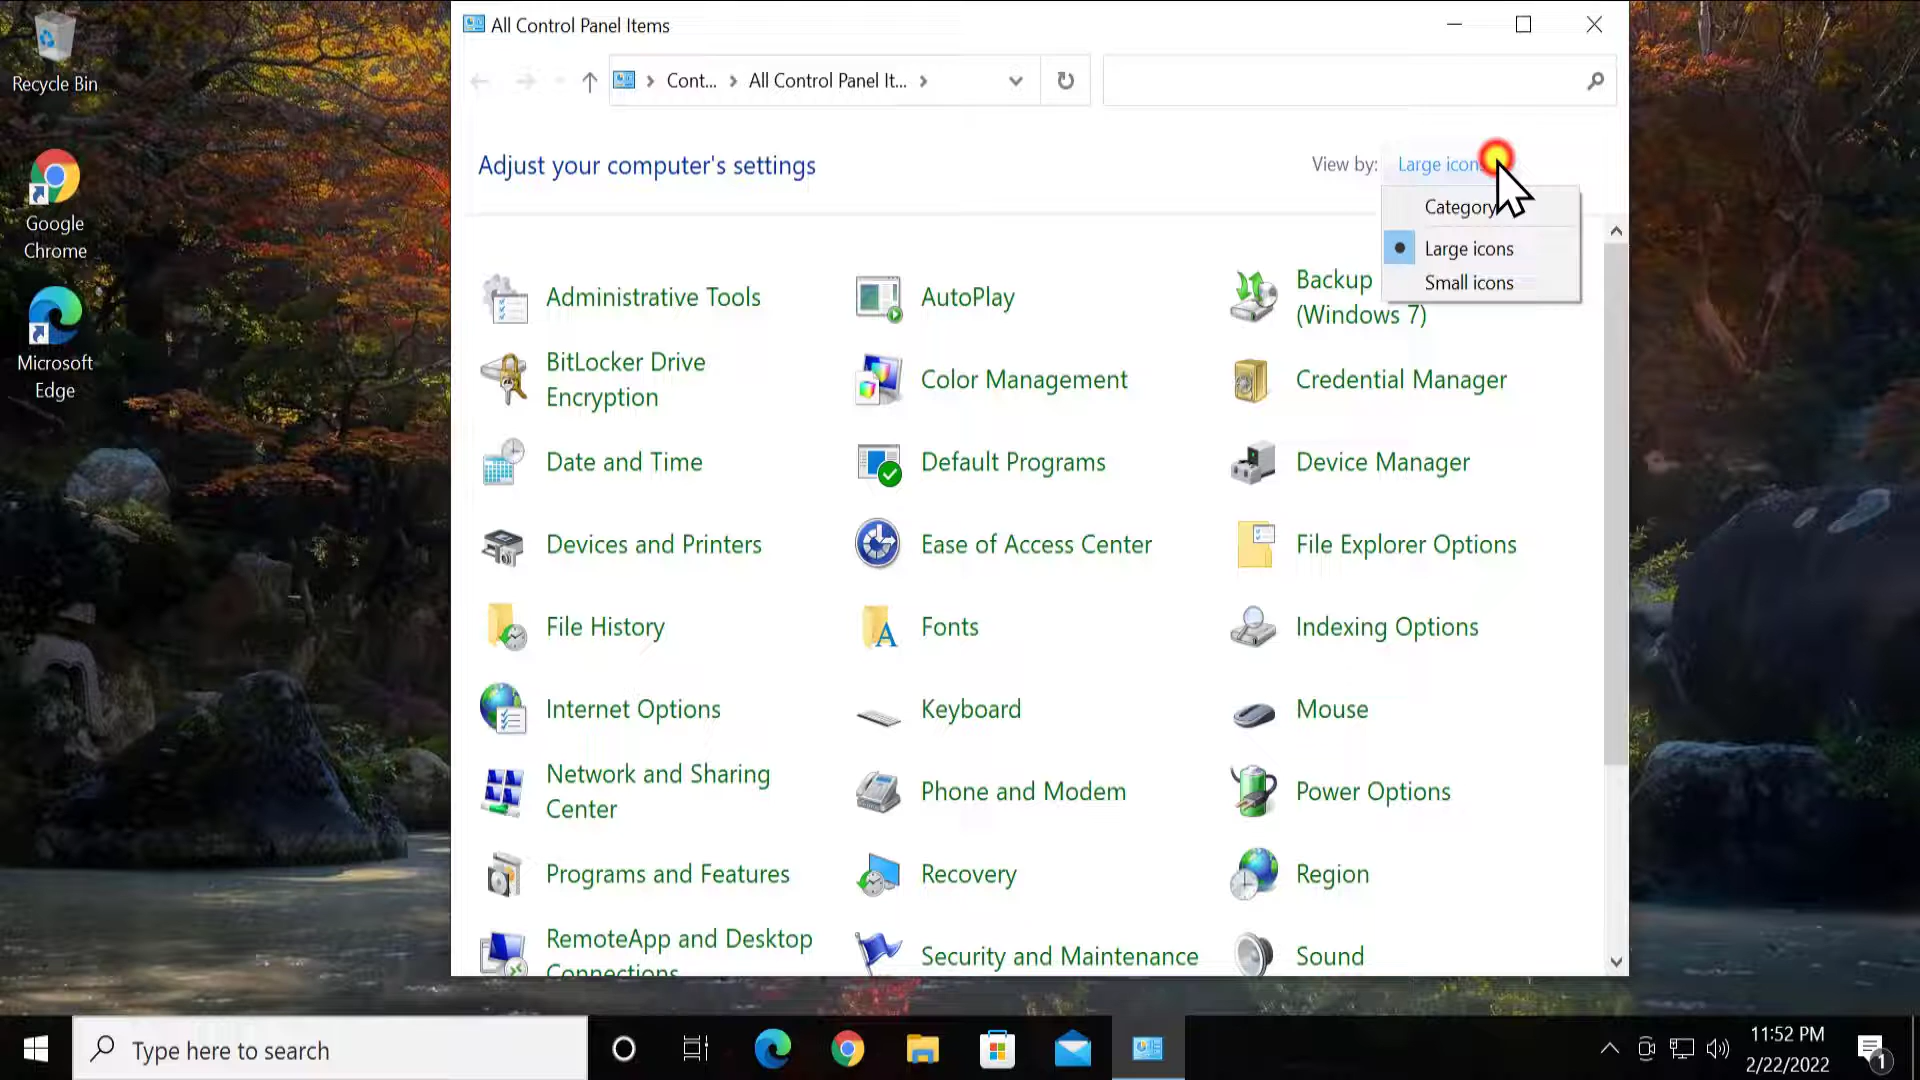 Recycle Bin
Google
Chrome
Microsoft
Edge
All Control Panel Items
Cont...
All Control Panel It...
Adjust your computer's settings
View by:
Large icon
Category
Large icons
Small icons
Administrative Tools
AutoPlay
Backup
(Windows 7)
BitLocker Drive
Encryption
Color Management
Credential Manager
Date and Time
Default Programs
Device Manager
Devices and Printers
Ease of Access Center
File Explorer Options
File History
Fonts
Indexing Options
Internet Options
Keyboard
Mouse
Network and Sharing
Center
Phone and Modem
Power Options
Programs and Features
Recovery
Region
RemoteApp and Desktop
Connections
Security and Maintenance
Sound
Type here to search
11:52 PM
2/22/2022
1